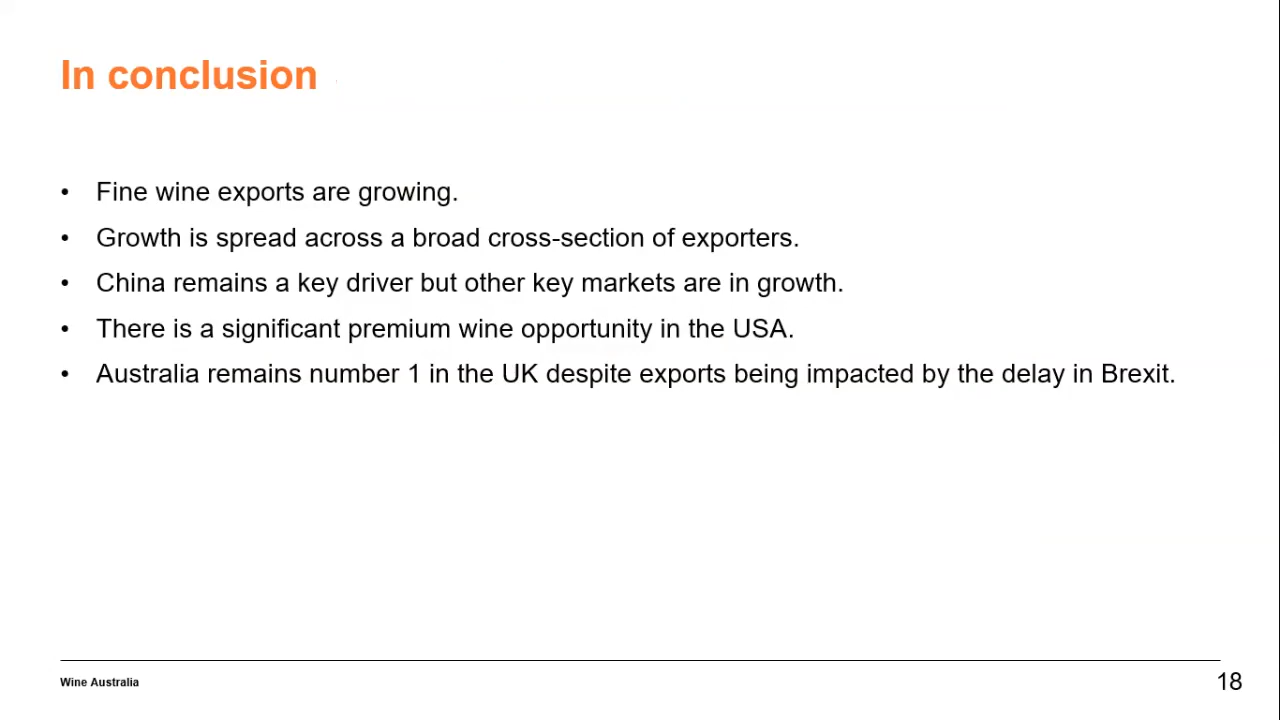 In conclusion
• Fine wine exports are growing.
• Growth is spread across a broad cross-section of exporters.
• China remains a key driver but other key markets are in growth.
• There is a significant premium wine opportunity in the USA.
• Australia remains number 1 in the UK despite exports being impacted by the delay in Brexit.
Wine Australia
18